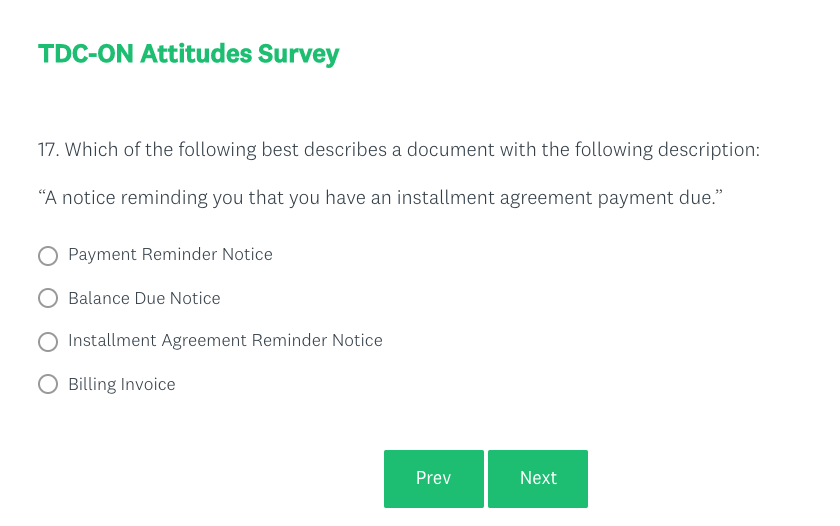 TDC-ON Attitudes Survey
17. Which of the following best describes a document with the following description:
“A notice reminding you that you have an installment agreement payment due.”
Payment Reminder Notice
Balance Due Notice
Installment Agreement Reminder Notice
Billing Invoice
Prev
Next